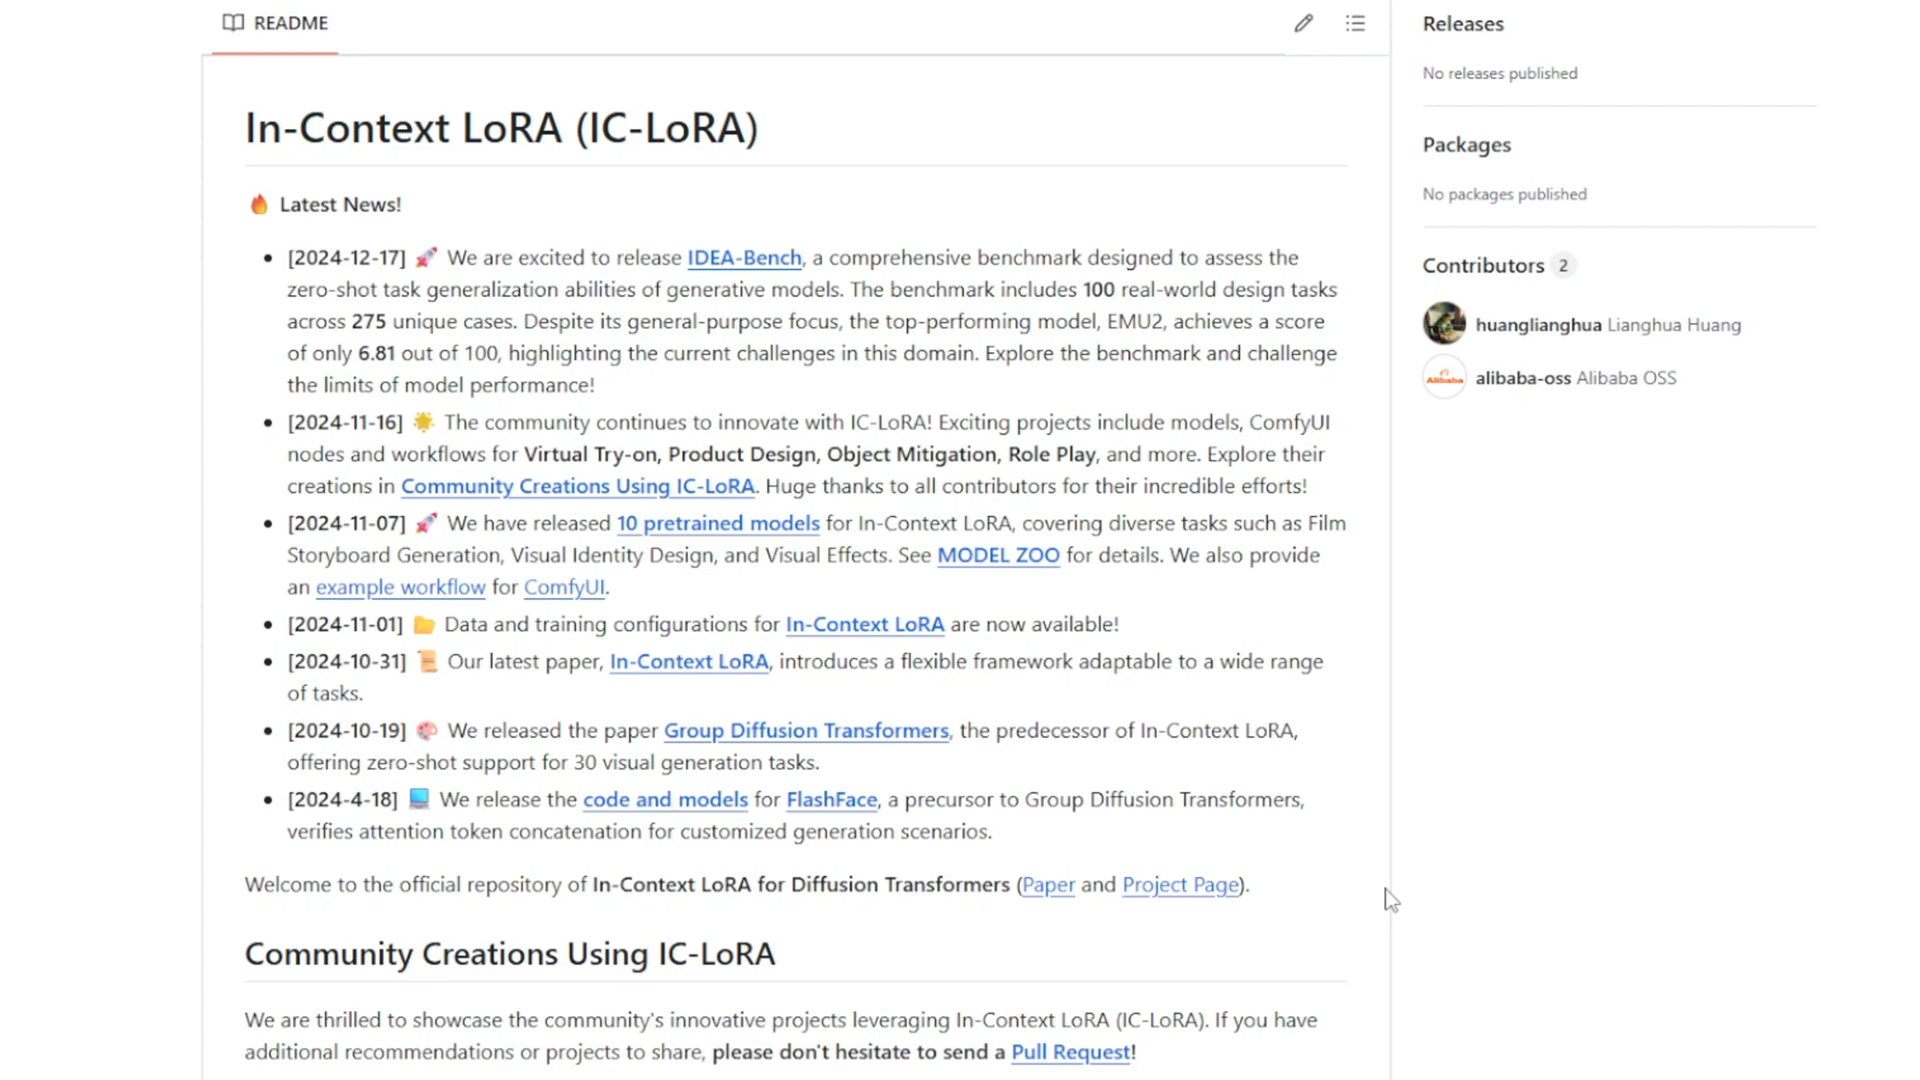 README
In-Context LoRA (IC-LoRA)
🔥 Latest News!
• [2024-12-17] 🚀 We are excited to release IDEA-Bench, a comprehensive benchmark designed to assess the
zero-shot task generalization abilities of generative models. The benchmark includes 100 real-world design tasks
across 275 unique cases. Despite its general-purpose focus, the top-performing model, EMU2, achieves a score
of only 6.81 out of 100, highlighting the current challenges in this domain. Explore the benchmark and challenge
the limits of model performance!
• [2024-11-16] 🌟 The community continues to innovate with IC-LoRA! Exciting projects include models, ComfyUI
nodes and workflows for Virtual Try-on, Product Design, Object Mitigation, Role Play, and more. Explore their
creations in Community Creations Using IC-LoRA. Huge thanks to all contributors for their incredible efforts!
• [2024-11-07] 🚀 We have released 10 pretrained models for In-Context LoRA, covering diverse tasks such as Film
Storyboard Generation, Visual Identity Design, and Visual Effects. See MODEL ZOO for details. We also provide
an example workflow for ComfyUI.
• [2024-11-01] 📁 Data and training configurations for In-Context LoRA are now available!
• [2024-10-31] 📜 Our latest paper, In-Context LoRA, introduces a flexible framework adaptable to a wide range
of tasks.
• [2024-10-19] 🎨 We released the paper Group Diffusion Transformers, the predecessor of In-Context LoRA,
offering zero-shot support for 30 visual generation tasks.
• [2024-4-18] 💻 We release the code and models for FlashFace, a precursor to Group Diffusion Transformers,
verifies attention token concatenation for customized generation scenarios.
Welcome to the official repository of In-Context LoRA for Diffusion Transformers (Paper and Project Page).
Community Creations Using IC-LoRA
We are thrilled to showcase the community's innovative projects leveraging In-Context LoRA (IC-LoRA). If you have
additional recommendations or projects to share, please don't hesitate to send a Pull Request!
Releases
No releases published
Packages
No packages published
Contributors 2
huanglianghua Lianghua Huang
Alibaba
alibaba-oss Alibaba OSS